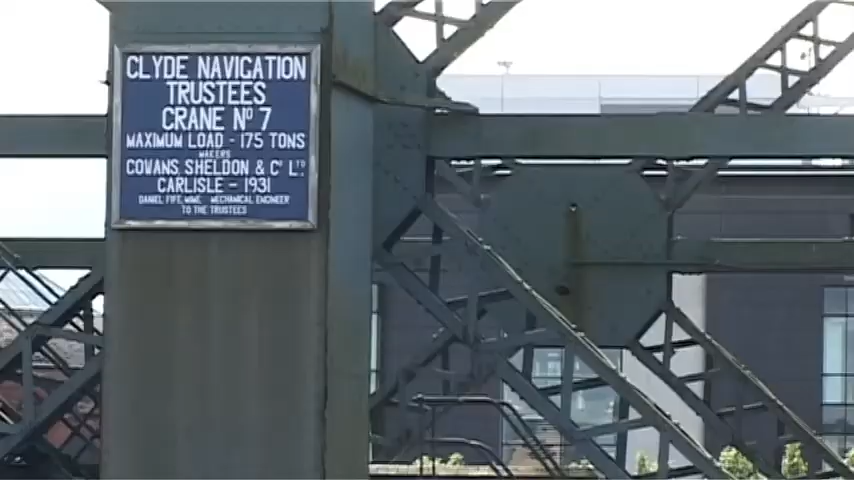 CLYDE NAVIGATION
TRUSTEES
CRANE Nº 7
MAXIMUM LOAD - 175 TONS
MAKERS
COWANS, SHELDON & Cº LTD.
CARLISLE - 1931
DANIEL FIFE, M.I.M.E. MECHANICAL ENGINEER
TO THE TRUSTEES